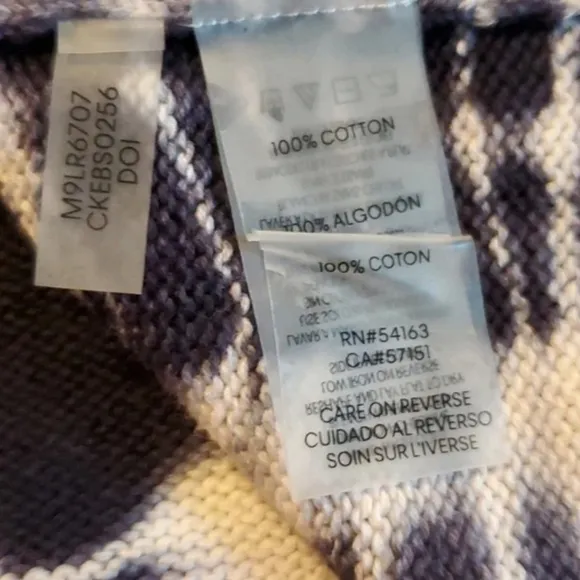 M9LR6707
CKEBS0256
DOI
100% COTTON
100% ALGODÓN
100% COTON
RN#54163
CA#57151
CARE ON REVERSE
CUIDADO AL REVERSO
SOIN SUR L'IVERSE